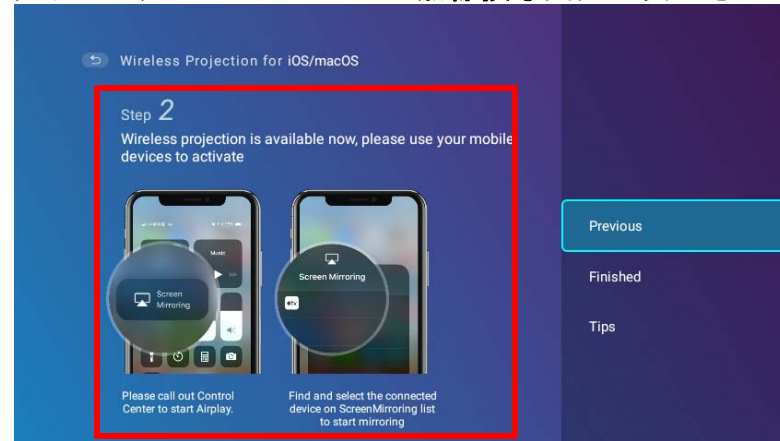 Wireless Projection for iOS/macOS
Step 2
Wireless projection is available now, please use your mobile
devices to activate
Music
Screen
Mirroring
Screen Mirroring
tv
Please call out Control
Center to start Airplay.
Find and select the connected
device on ScreenMirroring list
to start mirroring
Previous
Finished
Tips